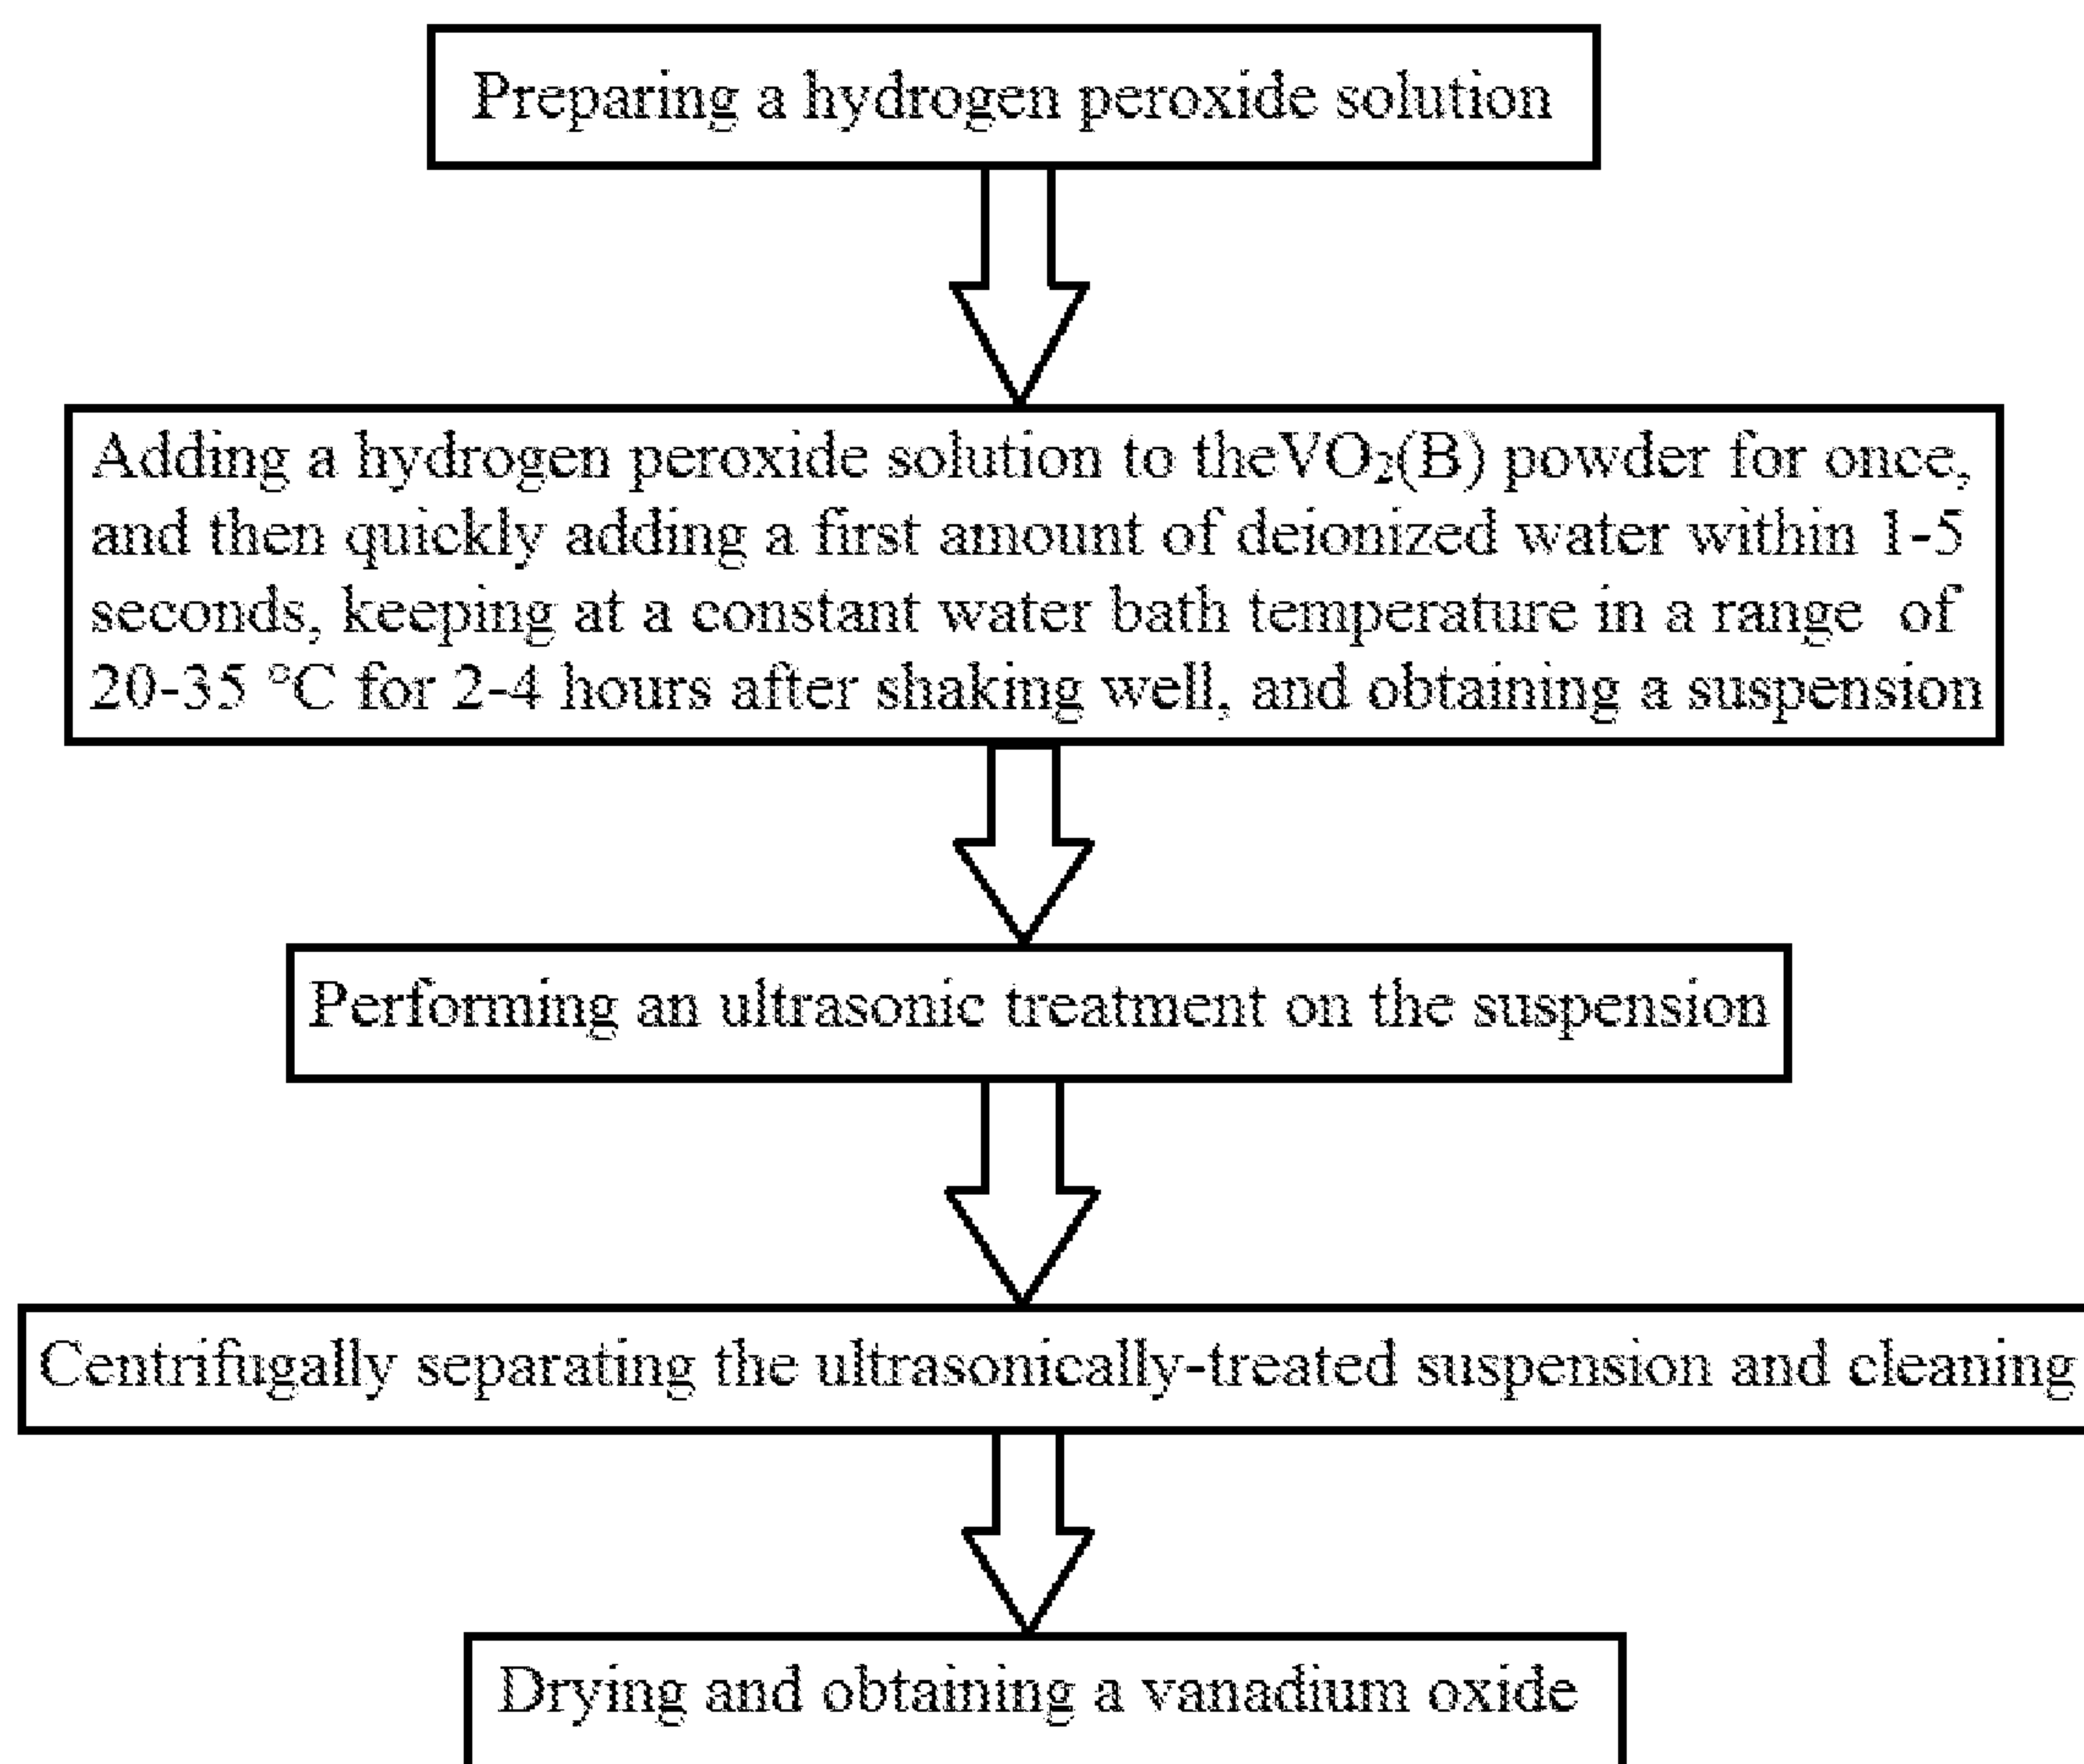 Preparing a hydrogen peroxide solution
Adding a hydrogen peroxide solution to theVO₂(B) powder for once,
and then quickly adding a first amount of deionized water within 1-5
seconds, keeping at a constant water bath temperature in a range of
20-35 °C for 2-4 hours after shaking well, and obtaining a suspension
Performing an ultrasonic treatment on the suspension
Centrifugally separating the ultrasonically-treated suspension and cleaning
Drying and obtaining a vanadium oxide